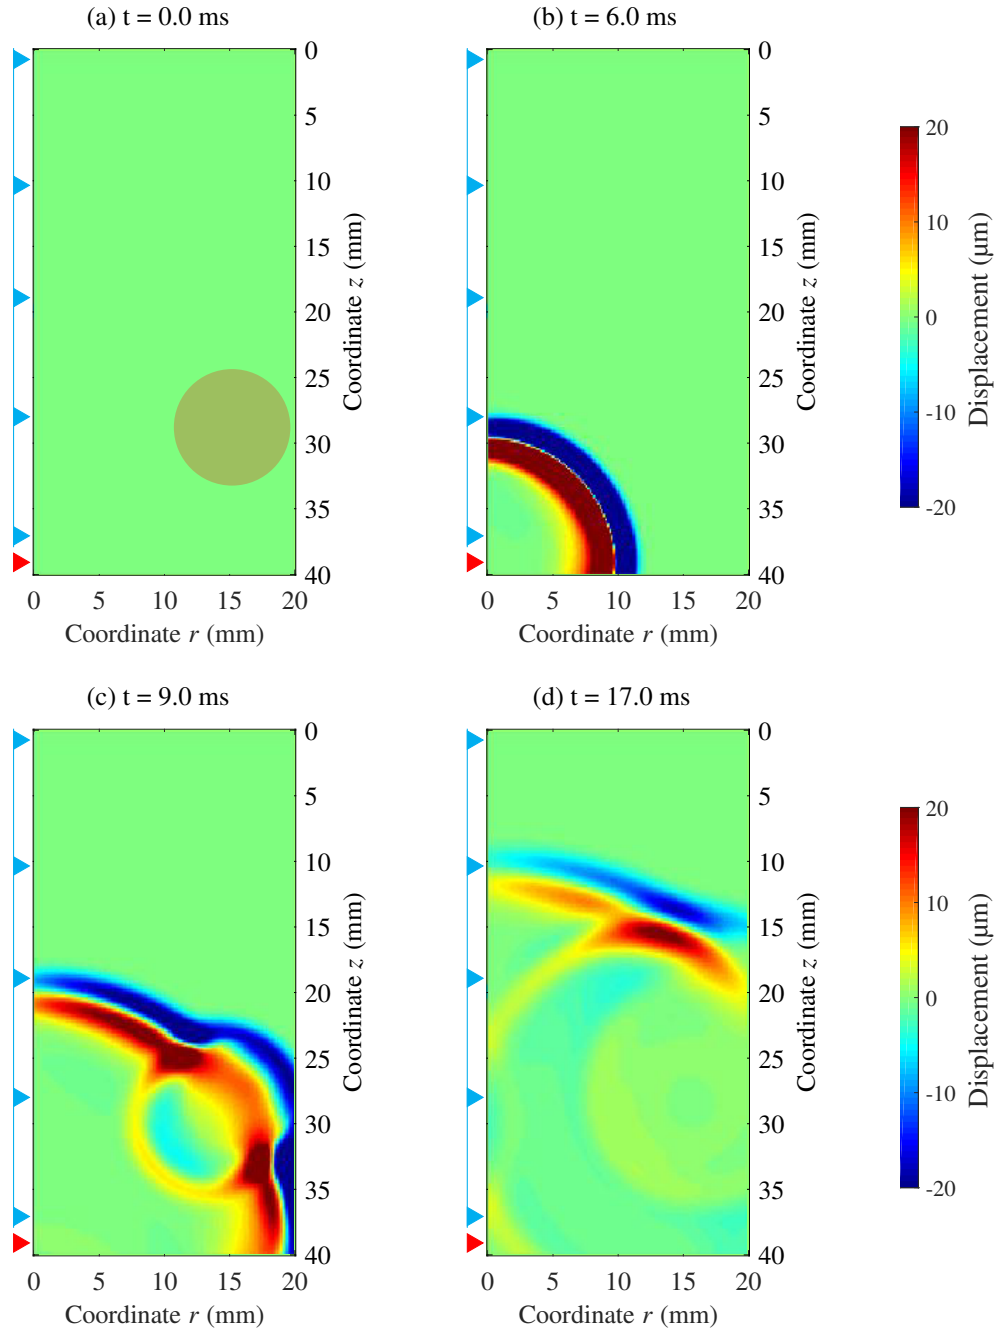 (a) t = 0.0 ms
(b) t = 6.0 ms
0
5
10
15
20
25
30
35
40
Coordinate z (mm)
0 5 10 15 20
Coordinate r (mm)
0
5
10
15
20
25
30
35
40
Coordinate z (mm)
0 5 10 15 20
Coordinate r (mm)
20
10
0
-10
-20
Displacement (μm)
(c) t = 9.0 ms
(d) t = 17.0 ms
0
5
10
15
20
25
30
35
40
Coordinate z (mm)
0 5 10 15 20
Coordinate r (mm)
0
5
10
15
20
25
30
35
40
Coordinate z (mm)
0 5 10 15 20
Coordinate r (mm)
20
10
0
-10
-20
Displacement (μm)